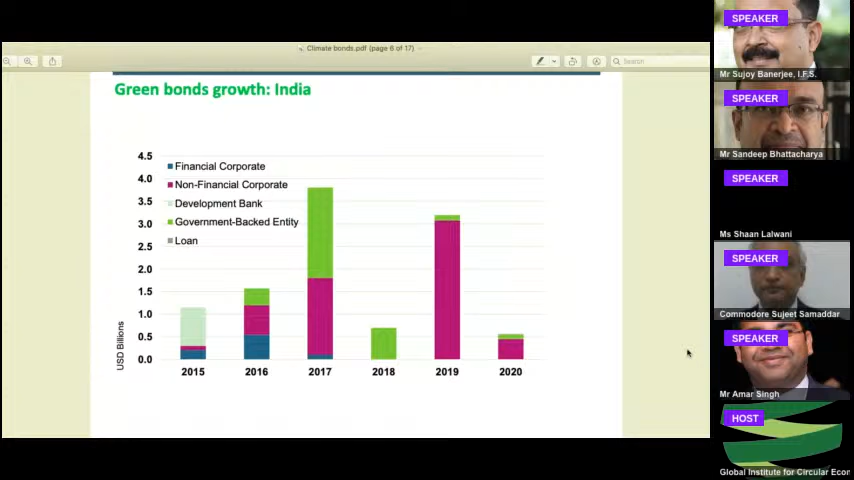 Climate bonds.pdf (page 6 of 17)
Search
Green bonds growth: India
4.5
4.0
3.5
3.0
2.5
2.0
1.5
1.0
0.5
0.0
USD Billions
Financial Corporate
Non-Financial Corporate
Development Bank
Government-Backed Entity
Loan
2015 2016 2017 2018 2019 2020
SPEAKER
Mr Sujoy Banerjee, I.F.S.
SPEAKER
Mr Sandeep Bhattacharya
SPEAKER
Ms Shaan Lalwani
SPEAKER
Commodore Sujeet Samaddar
SPEAKER
Mr Amar Singh
HOST
Global Institute for Circular Econ